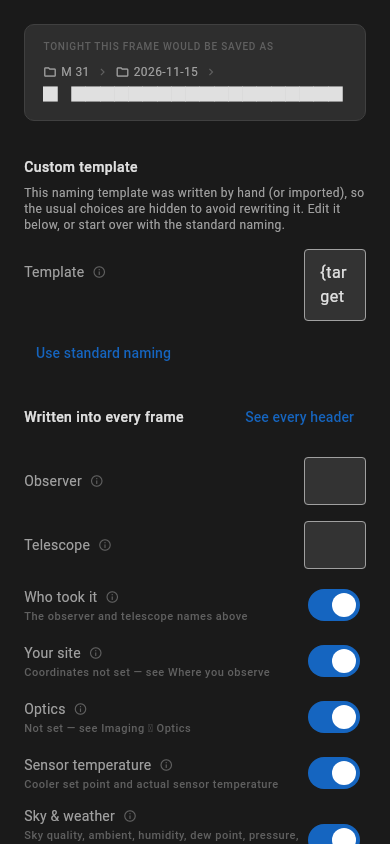 TONIGHT THIS FRAME WOULD BE SAVED AS
M 31 > 2026-11-15 >
Custom template
This naming template was written by hand (or imported), so
the usual choices are hidden to avoid rewriting it. Edit it
below, or start over with the standard naming.
Template
{tar
get
Use standard naming
Written into every frame See every header
Observer
Telescope
Who took it
The observer and telescope names above
Your site
Coordinates not set — see Where you observe
Optics
Not set — see Imaging Optics
Sensor temperature
Cooler set point and actual sensor temperature
Sky & weather
Sky quality, ambient, humidity, dew point, pressure,